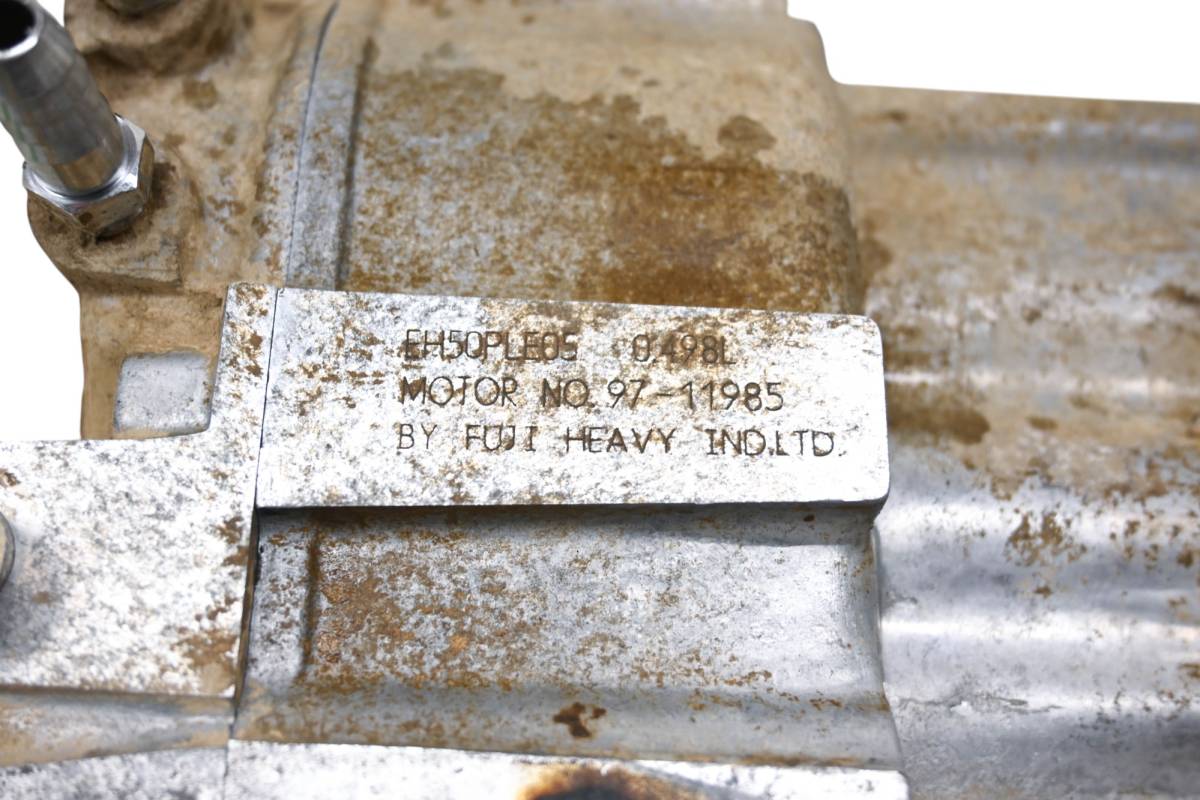 EH50PLE05 0.498L
MOTOR NO. 97-11985
BY FUJI HEAVY IND.LTD.